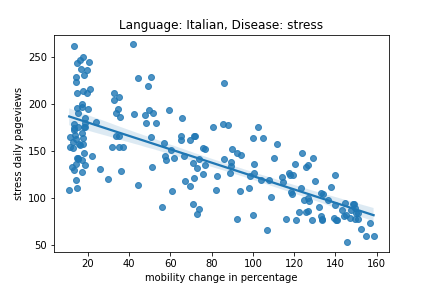 Language: Italian, Disease: stress
stress daily pageviews
250
200
150
100
50
20 40 60 80 100 120 140 160
mobility change in percentage